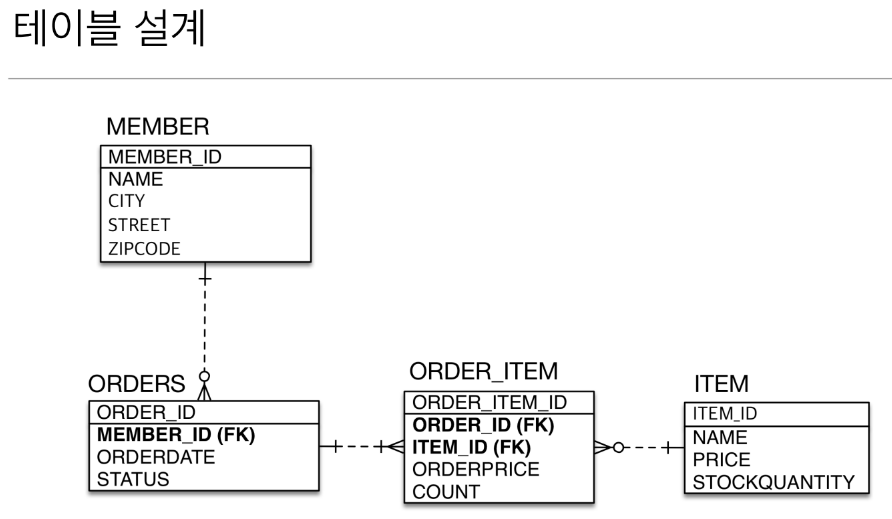 테이블 설계
MEMBER
MEMBER_ID
NAME
CITY
STREET
ZIPCODE
ORDERS
ORDER_ID
MEMBER_ID (FK)
ORDERDATE
STATUS
ORDER_ITEM
ORDER_ITEM_ID
ORDER_ID (FK)
ITEM_ID (FK)
ORDERPRICE
COUNT
ITEM
ITEM_ID
NAME
PRICE
STOCKQUANTITY